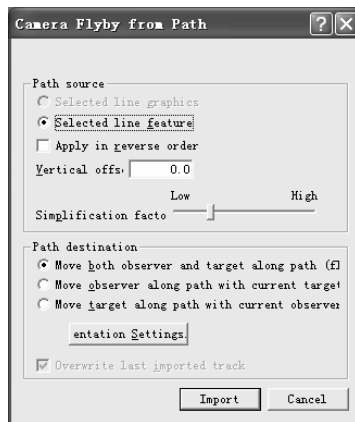 Camera Flyby from Path
Path source
Selected line graphics
Selected line feature
Apply in reverse order
Vertical offs
0.0
Low High
Simplification facto
Path destination
Move both observer and target along path (fl
Move observer along path with current target
Move target along path with current observer
entation Settings
Overwrite last imported track
Import Cancel